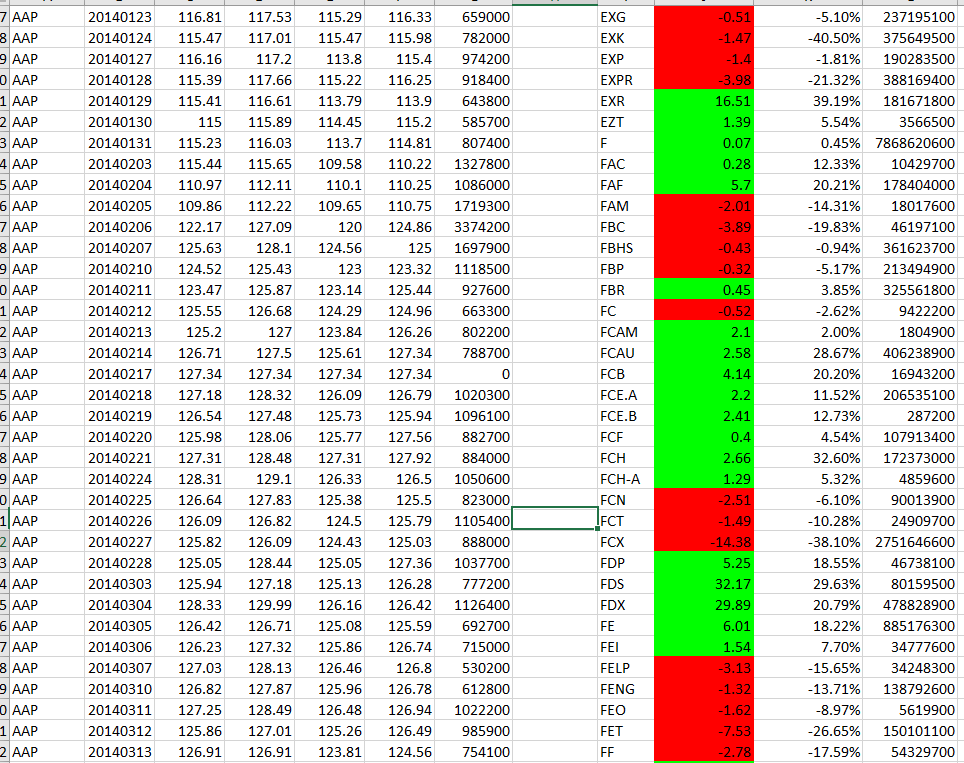 7 AAP 20140123 116.81 117.53 115.29 116.33 659000 EXG -0.51 -5.10% 237195100
8 AAP 20140124 115.47 117.01 115.47 115.98 782000 EXK -1.47 -40.50% 375649500
9 AAP 20140127 116.16 117.2 113.8 115.4 974200 EXP -1.4 -1.81% 190283500
0 AAP 20140128 115.39 117.66 115.22 116.25 918400 EXPR -3.98 -21.32% 388169400
1 AAP 20140129 115.41 116.61 113.79 113.9 643800 EXR 16.51 39.19% 181671800
2 AAP 20140130 115 115.89 114.45 115.2 585700 EZT 1.39 5.54% 3566500
3 AAP 20140131 115.23 116.03 113.7 114.81 807400 F 0.07 0.45% 7868620600
4 AAP 20140203 115.44 115.65 109.58 110.22 1327800 FAC 0.28 12.33% 10429700
5 AAP 20140204 110.97 112.11 110.1 110.25 1086000 FAF 5.7 20.21% 178404000
6 AAP 20140205 109.86 112.22 109.65 110.75 1719300 FAM -2.01 -14.31% 18017600
7 AAP 20140206 122.17 127.09 120 124.86 3374200 FBC -3.89 -19.83% 46197100
8 AAP 20140207 125.63 128.1 124.56 125 1697900 FBHS -0.43 -0.94% 361623700
9 AAP 20140210 124.52 125.43 123 123.32 1118500 FBP -0.32 -5.17% 213494900
0 AAP 20140211 123.47 125.87 123.14 125.44 927600 FBR 0.45 3.85% 325561800
1 AAP 20140212 125.55 126.68 124.29 124.96 663300 FC -0.52 -2.62% 9422200
2 AAP 20140213 125.2 127 123.84 126.26 802200 FCAM 2.1 2.00% 1804900
3 AAP 20140214 126.71 127.5 125.61 127.34 788700 FCAU 2.58 28.67% 406238900
4 AAP 20140217 127.34 127.34 127.34 127.34 0 FCB 4.14 20.20% 16943200
5 AAP 20140218 127.18 128.32 126.09 126.79 1020300 FCE.A 2.2 11.52% 206535100
6 AAP 20140219 126.54 127.48 125.73 125.94 1096100 FCE.B 2.41 12.73% 287200
7 AAP 20140220 125.98 128.06 125.77 127.56 882700 FCF 0.4 4.54% 107913400
8 AAP 20140221 127.31 128.48 127.31 127.92 884000 FCH 2.66 32.60% 172373000
9 AAP 20140224 128.31 129.1 126.33 126.5 1050600 FCH-A 1.29 5.32% 4859600
0 AAP 20140225 126.64 127.83 125.38 125.5 823000 FCN -2.51 -6.10% 90013900
1 AAP 20140226 126.09 126.82 124.5 125.79 1105400 FCT -1.49 -10.28% 24909700
2 AAP 20140227 125.82 126.09 124.43 125.03 888000 FCX -14.38 -38.10% 2751646600
3 AAP 20140228 125.05 128.44 125.05 127.36 1037700 FDP 5.25 18.55% 46738100
4 AAP 20140303 125.94 127.18 125.13 126.28 777200 FDS 32.17 29.63% 80159500
5 AAP 20140304 128.33 129.99 126.16 126.42 1126400 FDX 29.89 20.79% 478828900
6 AAP 20140305 126.42 126.71 125.08 125.59 692700 FE 6.01 18.22% 885176300
7 AAP 20140306 126.23 127.32 125.86 126.74 715000 FEI 1.54 7.70% 34777600
8 AAP 20140307 127.03 128.13 126.46 126.8 530200 FELP -3.13 -15.65% 34248300
9 AAP 20140310 126.82 127.87 125.96 126.78 612800 FENG -1.32 -13.71% 138792600
0 AAP 20140311 127.25 128.49 126.48 126.94 1022200 FEO -1.62 -8.97% 5619900
1 AAP 20140312 125.86 127.01 125.26 126.49 985900 FET -7.53 -26.65% 150101100
2 AAP 20140313 126.91 126.91 123.81 124.56 754100 FF -2.78 -17.59% 54329700